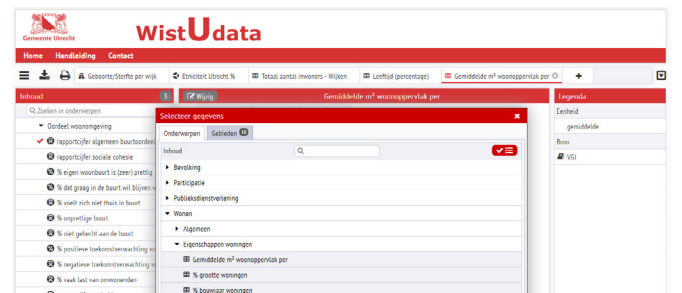 Gemeente Utrecht
WistUdata
Home Handleiding Contact
Geboorte/Sterfte per wijk
Etniciteit Utrecht %
Totaal aantal inwoners - Wijken
Leeftijd (percentage)
Gemiddelde m² woonoppervlak per
+
Inhoud 3
Wijzig
Gemiddelde m² woonoppervlak per
Legenda
Zoeken in onderwerpen
Oordeel woonomgeving
rapportcijfer algemeen buurtoordeel
rapportcijfer sociale cohesie
% eigen woonbuurt is (zeer) prettig
% dat graag in de buurt wil blijven
% voelt zich niet thuis in buurt
% onprettige buurt
% niet gehecht aan de buurt
% positieve toekomstverwachting
% negatieve toekomstverwachting
% vaak last van omwonenden
Selecteer gegevens
Onderwerpen Gebieden 10
Inhoud
Bevolking
Participatie
Publieksdienstverlening
Wonen
Algemeen
Eigenschappen woningen
Gemiddelde m² woonoppervlak per
% grootte woningen
% bouwjaar woningen
Eenheid
gemiddelde
Bron
VGI